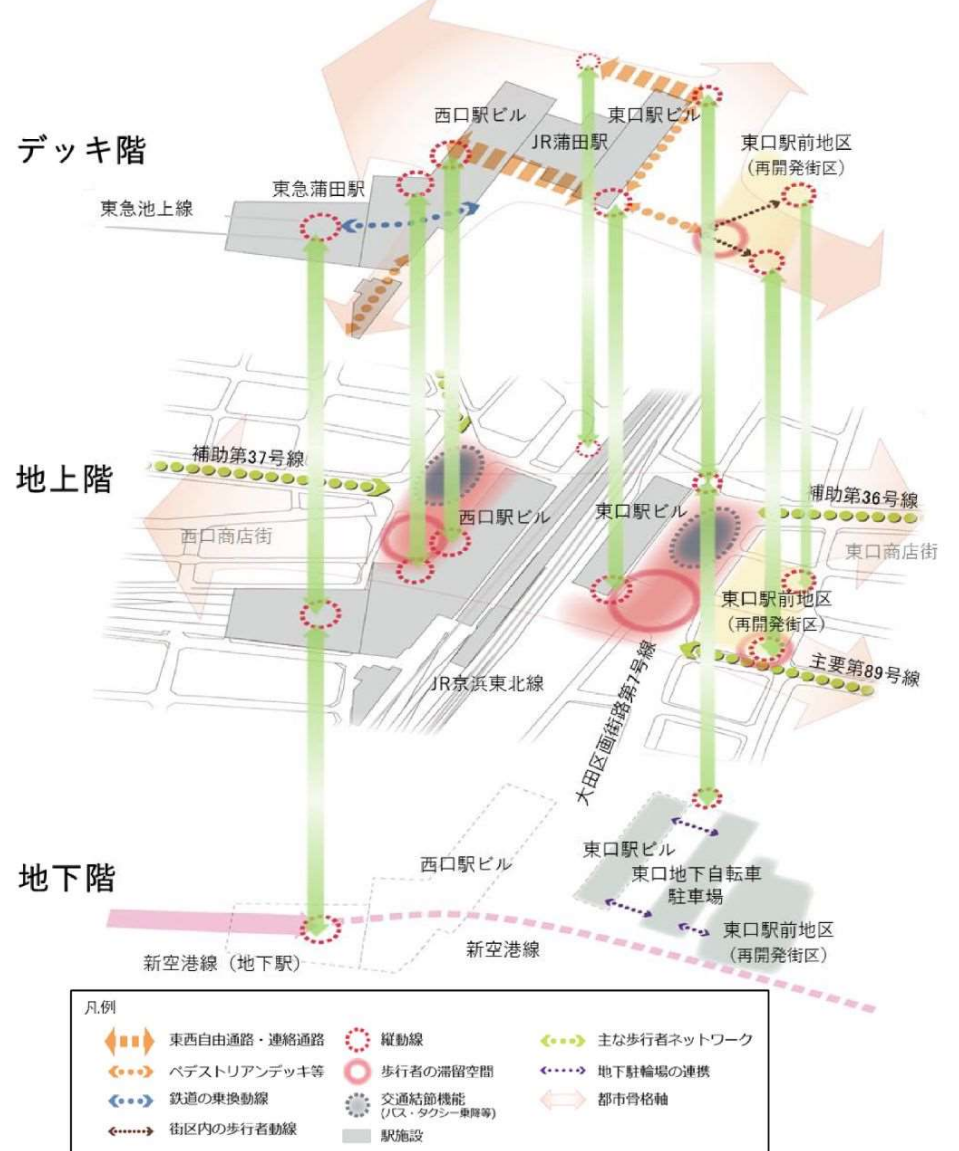 デッキ階
西口駅ビル
東口駅ビル
JR蒲田駅
東口駅前地区
(再開発街区)
東急蒲田駅
東急池上線
地上階
補助第37号線
西口商店街
西口駅ビル
東口駅ビル
補助第36号線
東口商店街
東口駅前地区
(再開発街区)
主要第89号線
JR京浜東北線
大田区画街路第7号線
地下階
西口駅ビル
東口駅ビル
東口地下自転車
駐車場
東口駅前地区
(再開発街区)
新空港線(地下駅)
新空港線
凡例
東西自由通路・連絡通路
ペデストリアンデッキ等
鉄道の乗換動線
街区内の歩行者動線
縦動線
歩行者の滞留空間
交通結節機能
(バス・タクシー乗降等)
駅施設
主な歩行者ネットワーク
地下駐輪場の連携
都市骨格軸